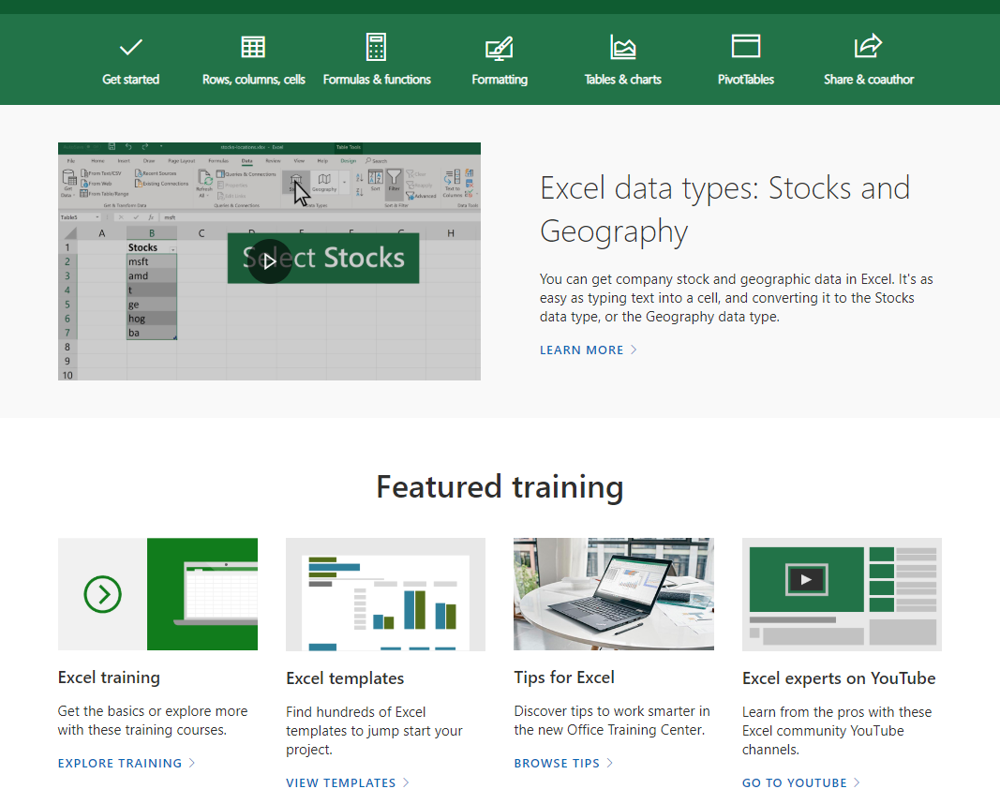 Get started
Rows, columns, cells
Formulas & functions
Formatting
Tables & charts
PivotTables
Share & coauthor
stocks-locations.xlsx - Excel
Table Tools
File Home Insert Draw Page Layout Formulas Data Review View Help Design Search
From Text/CSV
From Web
From Table/Range
Get Data
Recent Sources
Existing Connections
Refresh All
Queries & Connections
Properties
Edit Links
Geography
Sort
Filter
Clear
Reapply
Advanced
Text to Columns
Get & Transform Data
Queries & Connections
Data Types
Sort & Filter
Data Tools
Table5
fx
msft
A B C D E F G H
1 Stocks
2 msft
3 amd
4 t
5 ge
6 hog
7 ba
8
9
10
Select Stocks
Excel data types: Stocks and
Geography
You can get company stock and geographic data in Excel. It's as
easy as typing text into a cell, and converting it to the Stocks
data type, or the Geography data type.
LEARN MORE
Featured training
Excel training
Get the basics or explore more
with these training courses.
EXPLORE TRAINING
Excel templates
Find hundreds of Excel
templates to jump start your
project.
VIEW TEMPLATES
Tips for Excel
Discover tips to work smarter in
the new Office Training Center.
BROWSE TIPS
Excel experts on YouTube
Learn from the pros with these
Excel community YouTube
channels.
GO TO YOUTUBE